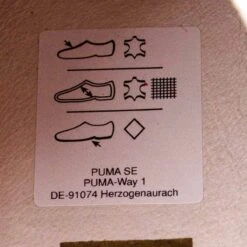 PUMA SE
PUMA-Way 1
DE-91074 Herzogenaurach